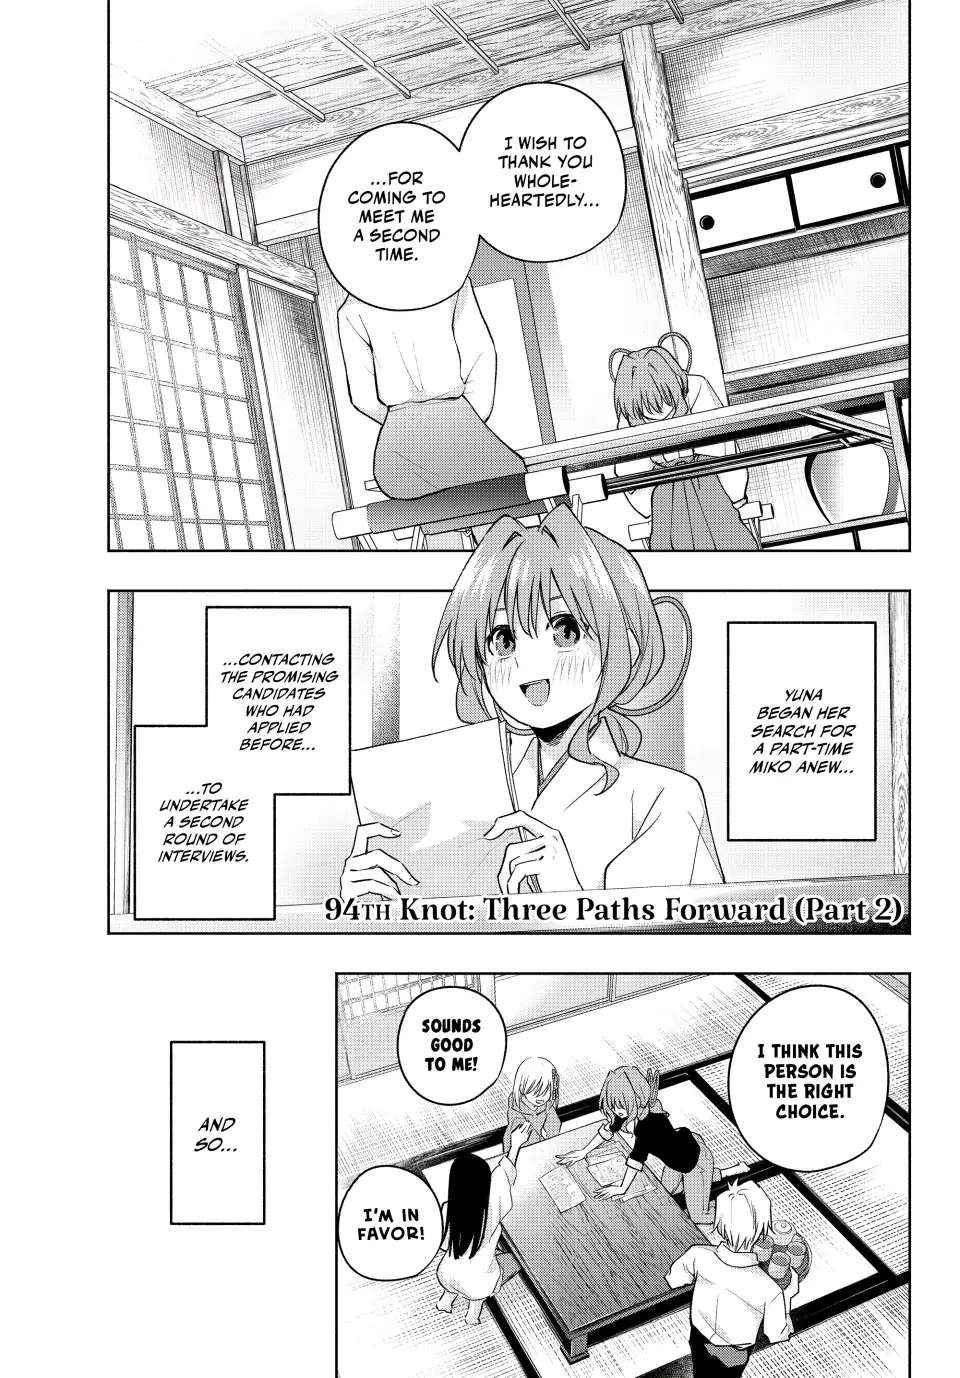 I WISH TO
THANK YOU
WHOLE-
HEARTEDLY...
...FOR
COMING TO
MEET ME
A SECOND
TIME.
YUNA
BEGAN HER
SEARCH FOR
A PART-TIME
MIKO ANEW...
...CONTACTING
THE PROMISING
CANDIDATES
WHO HAD
APPLIED
BEFORE...
...TO
UNDERTAKE
A SECOND
ROUND OF
INTERVIEWS.
94TH Knot: Three Paths Forward (Part 2)
AND
SO...
I THINK THIS
PERSON IS
THE RIGHT
CHOICE.
SOUNDS
GOOD
TO ME!
I'M IN
FAVOR!